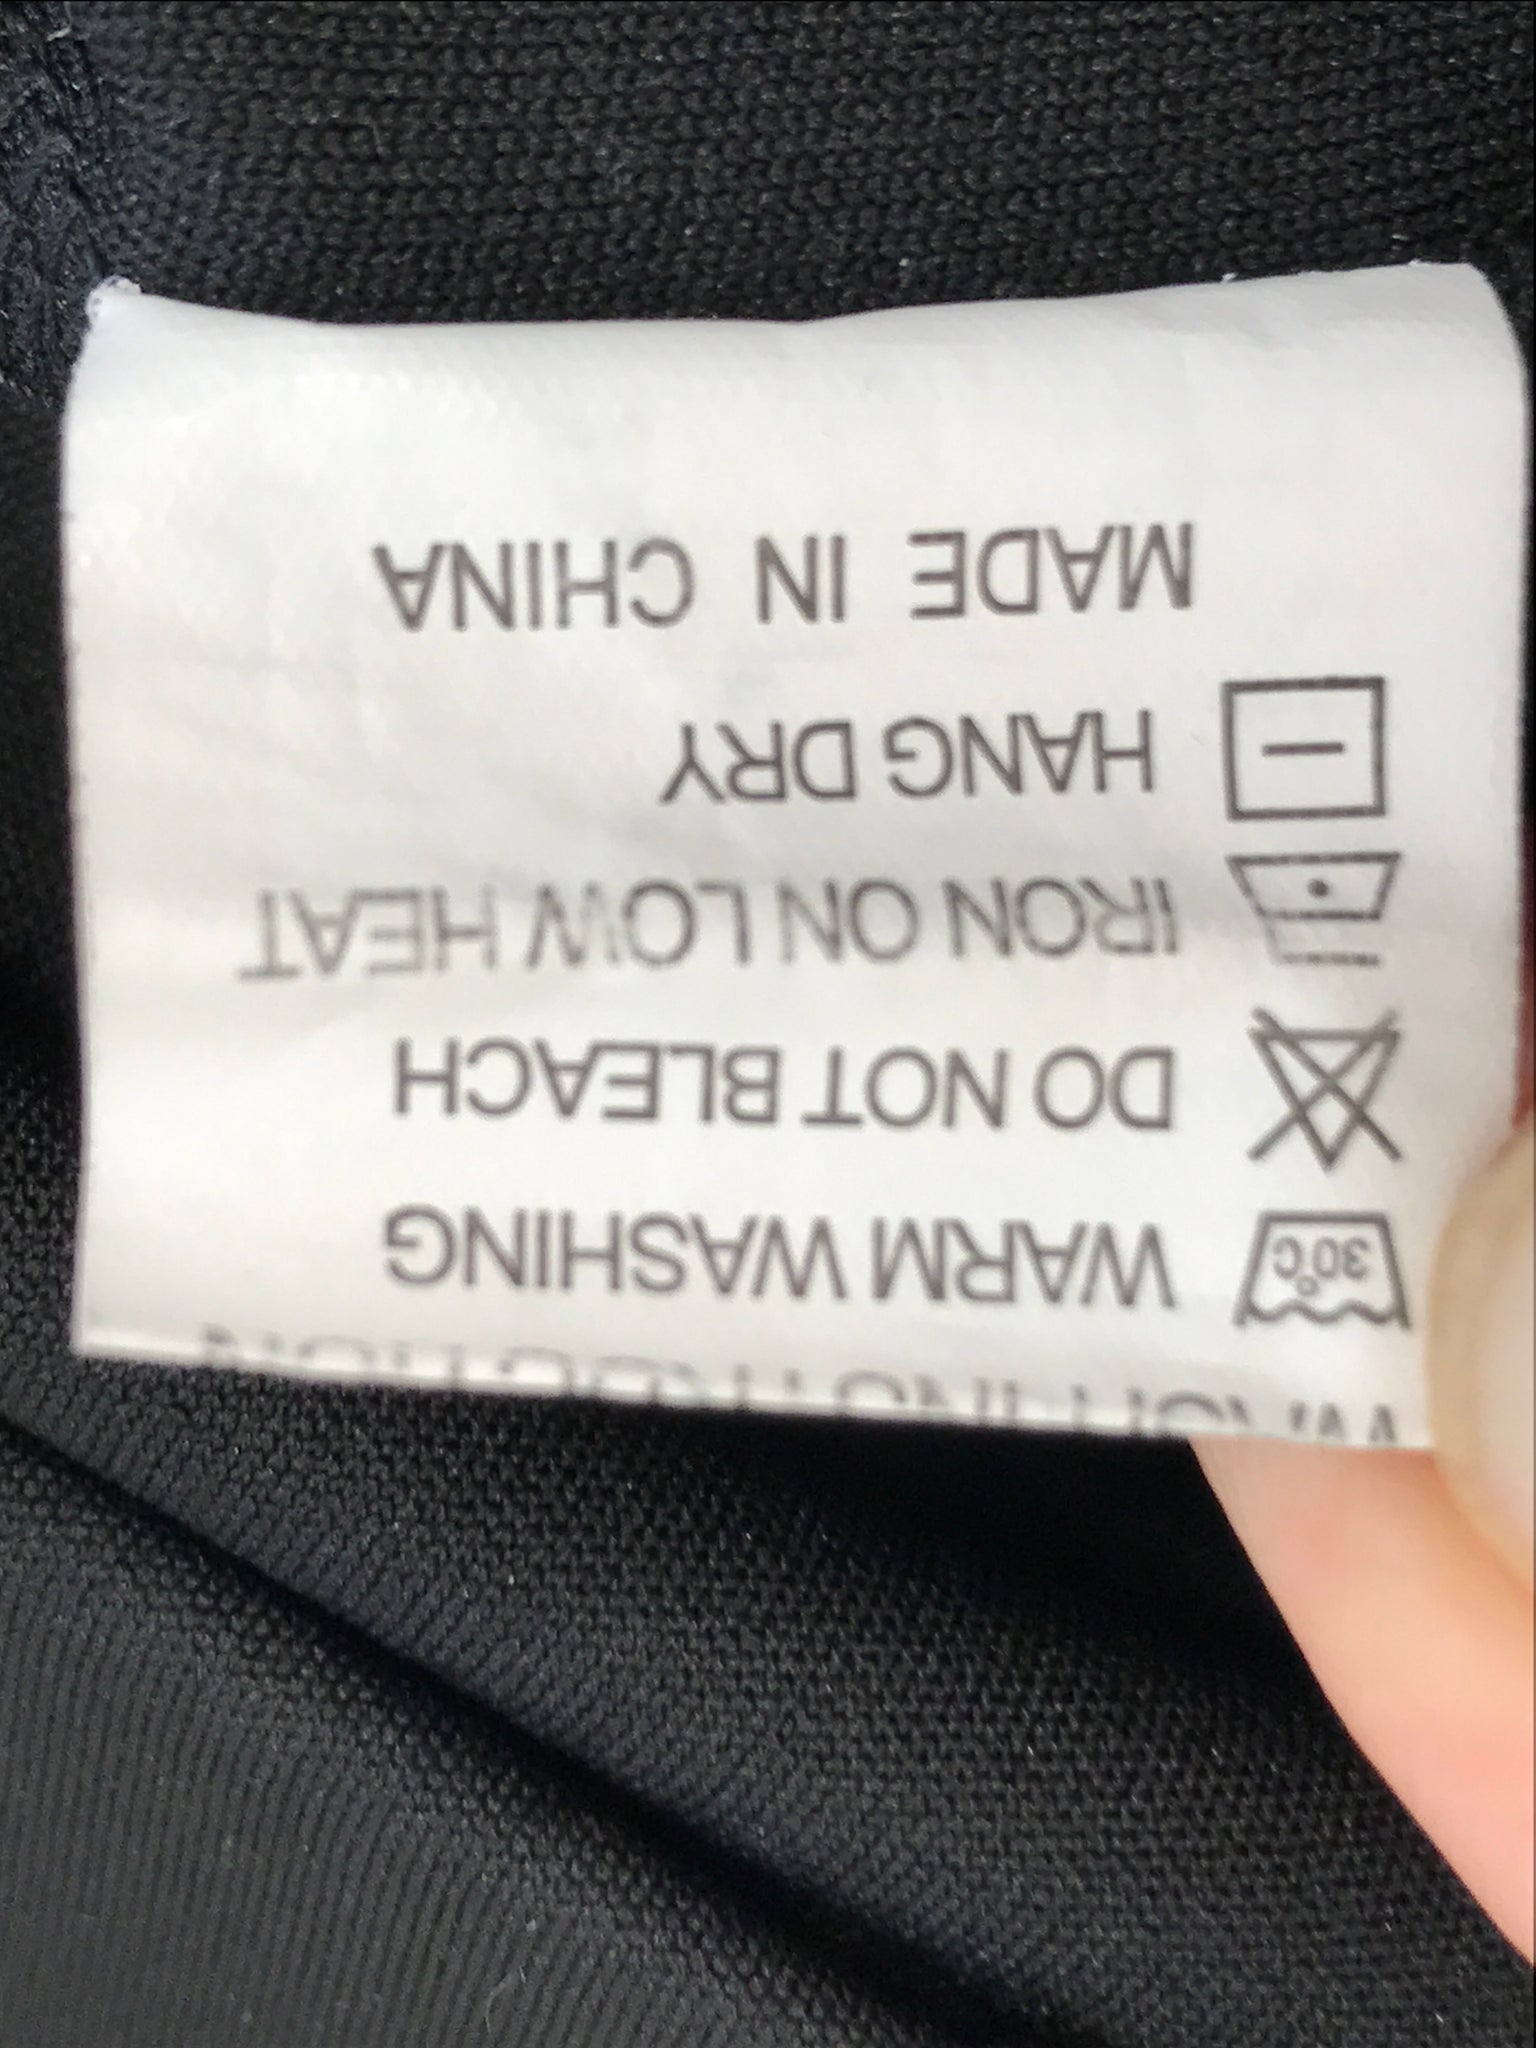 WARM WASHING
30°C
DO NOT BLEACH
IRON ON LOW HEAT
HANG DRY
MADE IN CHINA